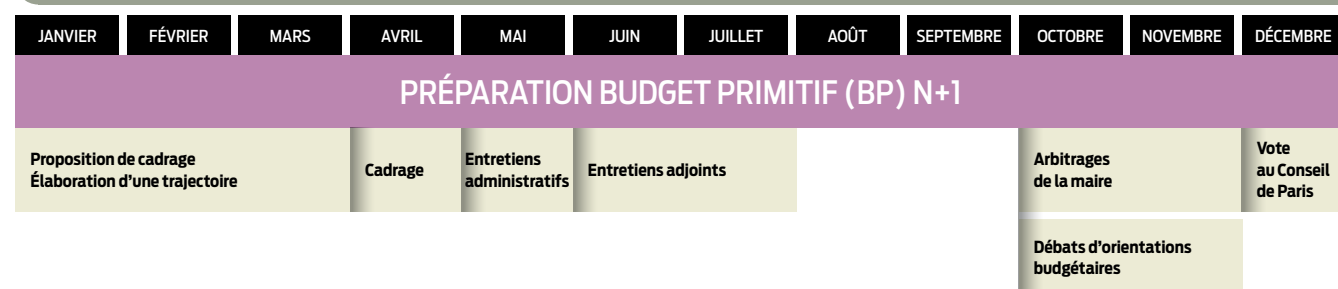 JANVIER FÉVRIER MARS AVRIL MAI JUIN JUILLET AOÛT SEPTEMBRE OCTOBRE NOVEMBRE DÉCEMBRE
PRÉPARATION BUDGET PRIMITIF (BP) N+1
Proposition de cadrage
Élaboration d'une trajectoire
Cadrage
Entretiens
administratifs
Entretiens adjoints
Arbitrages
de la maire
Vote
au Conseil
de Paris
Débats d'orientations
budgétaires